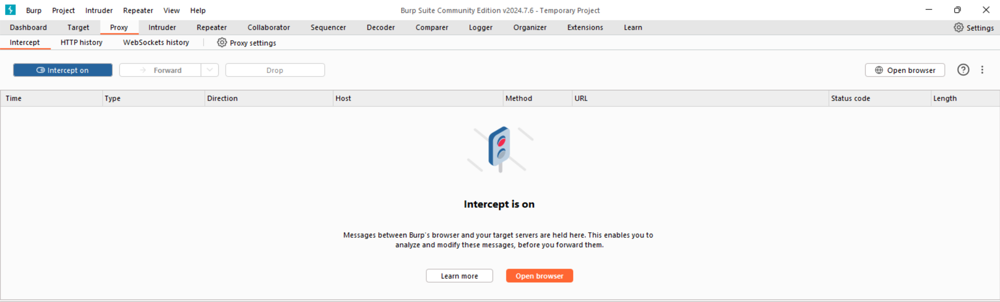 Burp Project Intruder Repeater View Help Burp Suite Community Edition v2024.7.6 - Temporary Project
Dashboard Target Proxy Intruder Repeater Collaborator Sequencer Decoder Comparer Logger Organizer Extensions Learn Settings
Intercept HTTP history WebSockets history Proxy settings
Intercept on Forward Drop Open browser
Time Type Direction Host Method URL Status code Length
Intercept is on
Messages between Burp's browser and your target servers are held here. This enables you to
analyze and modify these messages, before you forward them.
Learn more Open browser